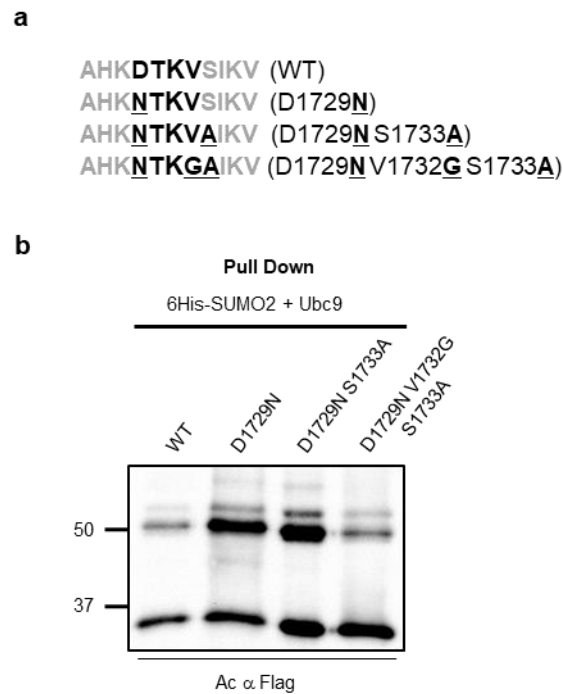 a
AHKDTKVSIKV (WT)
AHKNTKVSIKV (D1729N)
AHKNTKVAIKV (D1729N S1733A)
AHKNTKGAIKV (D1729N V1732G S1733A)
b
Pull Down
6His-SUMO2 + Ubc9
WT
D1729N
D1729N S1733A
D1729N V1732G
S1733A
50
37
Ac α Flag